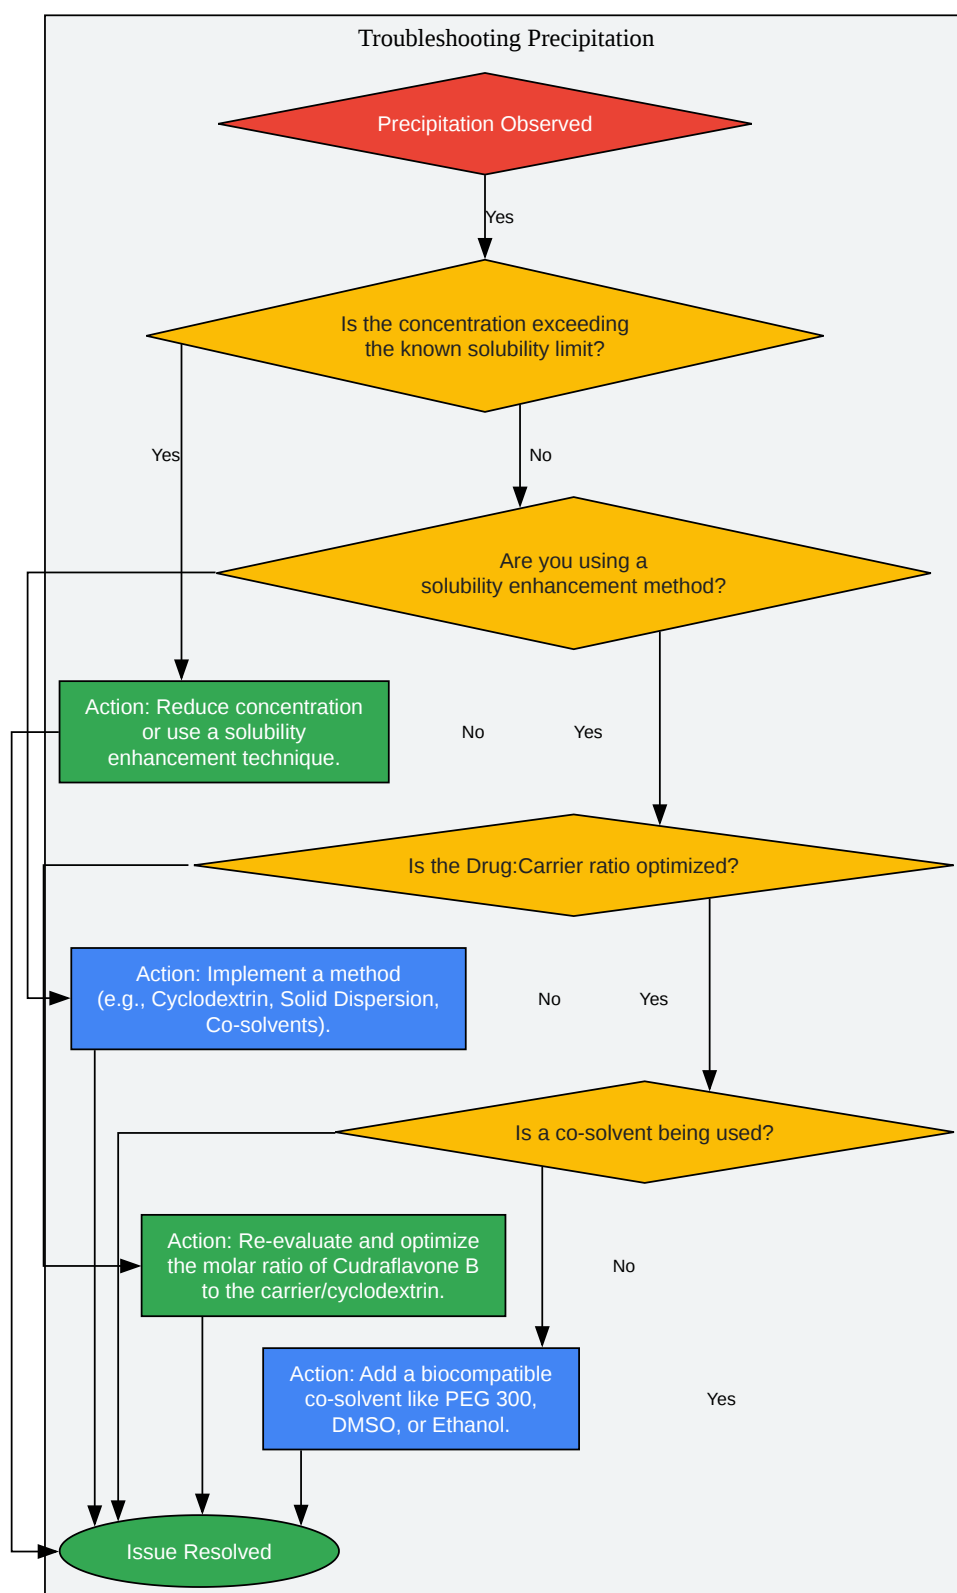 Troubleshooting Precipitation
Precipitation Observed
Yes
Is the concentration exceeding
the known solubility limit?
Yes
No
Are you using a
solubility enhancement method?
Action: Reduce concentration
or use a solubility
enhancement technique.
No
Yes
Is the Drug:Carrier ratio optimized?
Action: Implement a method
(e.g., Cyclodextrin, Solid Dispersion,
Co-solvents).
No
Yes
Is a co-solvent being used?
Action: Re-evaluate and optimize
the molar ratio of Cudraflavone B
to the carrier/cyclodextrin.
No
Action: Add a biocompatible
co-solvent like PEG 300,
DMSO, or Ethanol.
Yes
Issue Resolved